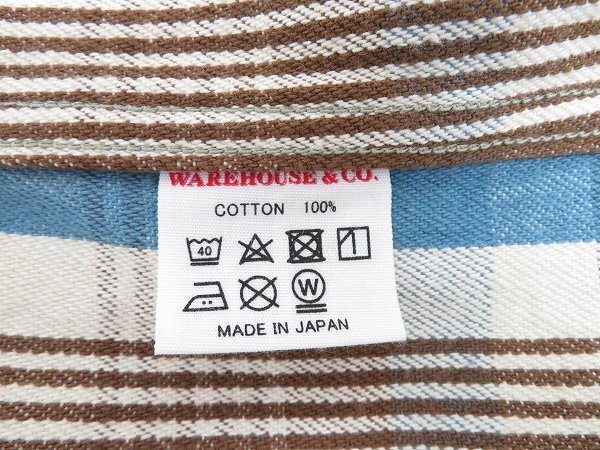 WAREHOUSE & CO.
COTTON 100%
40
W
MADE IN JAPAN